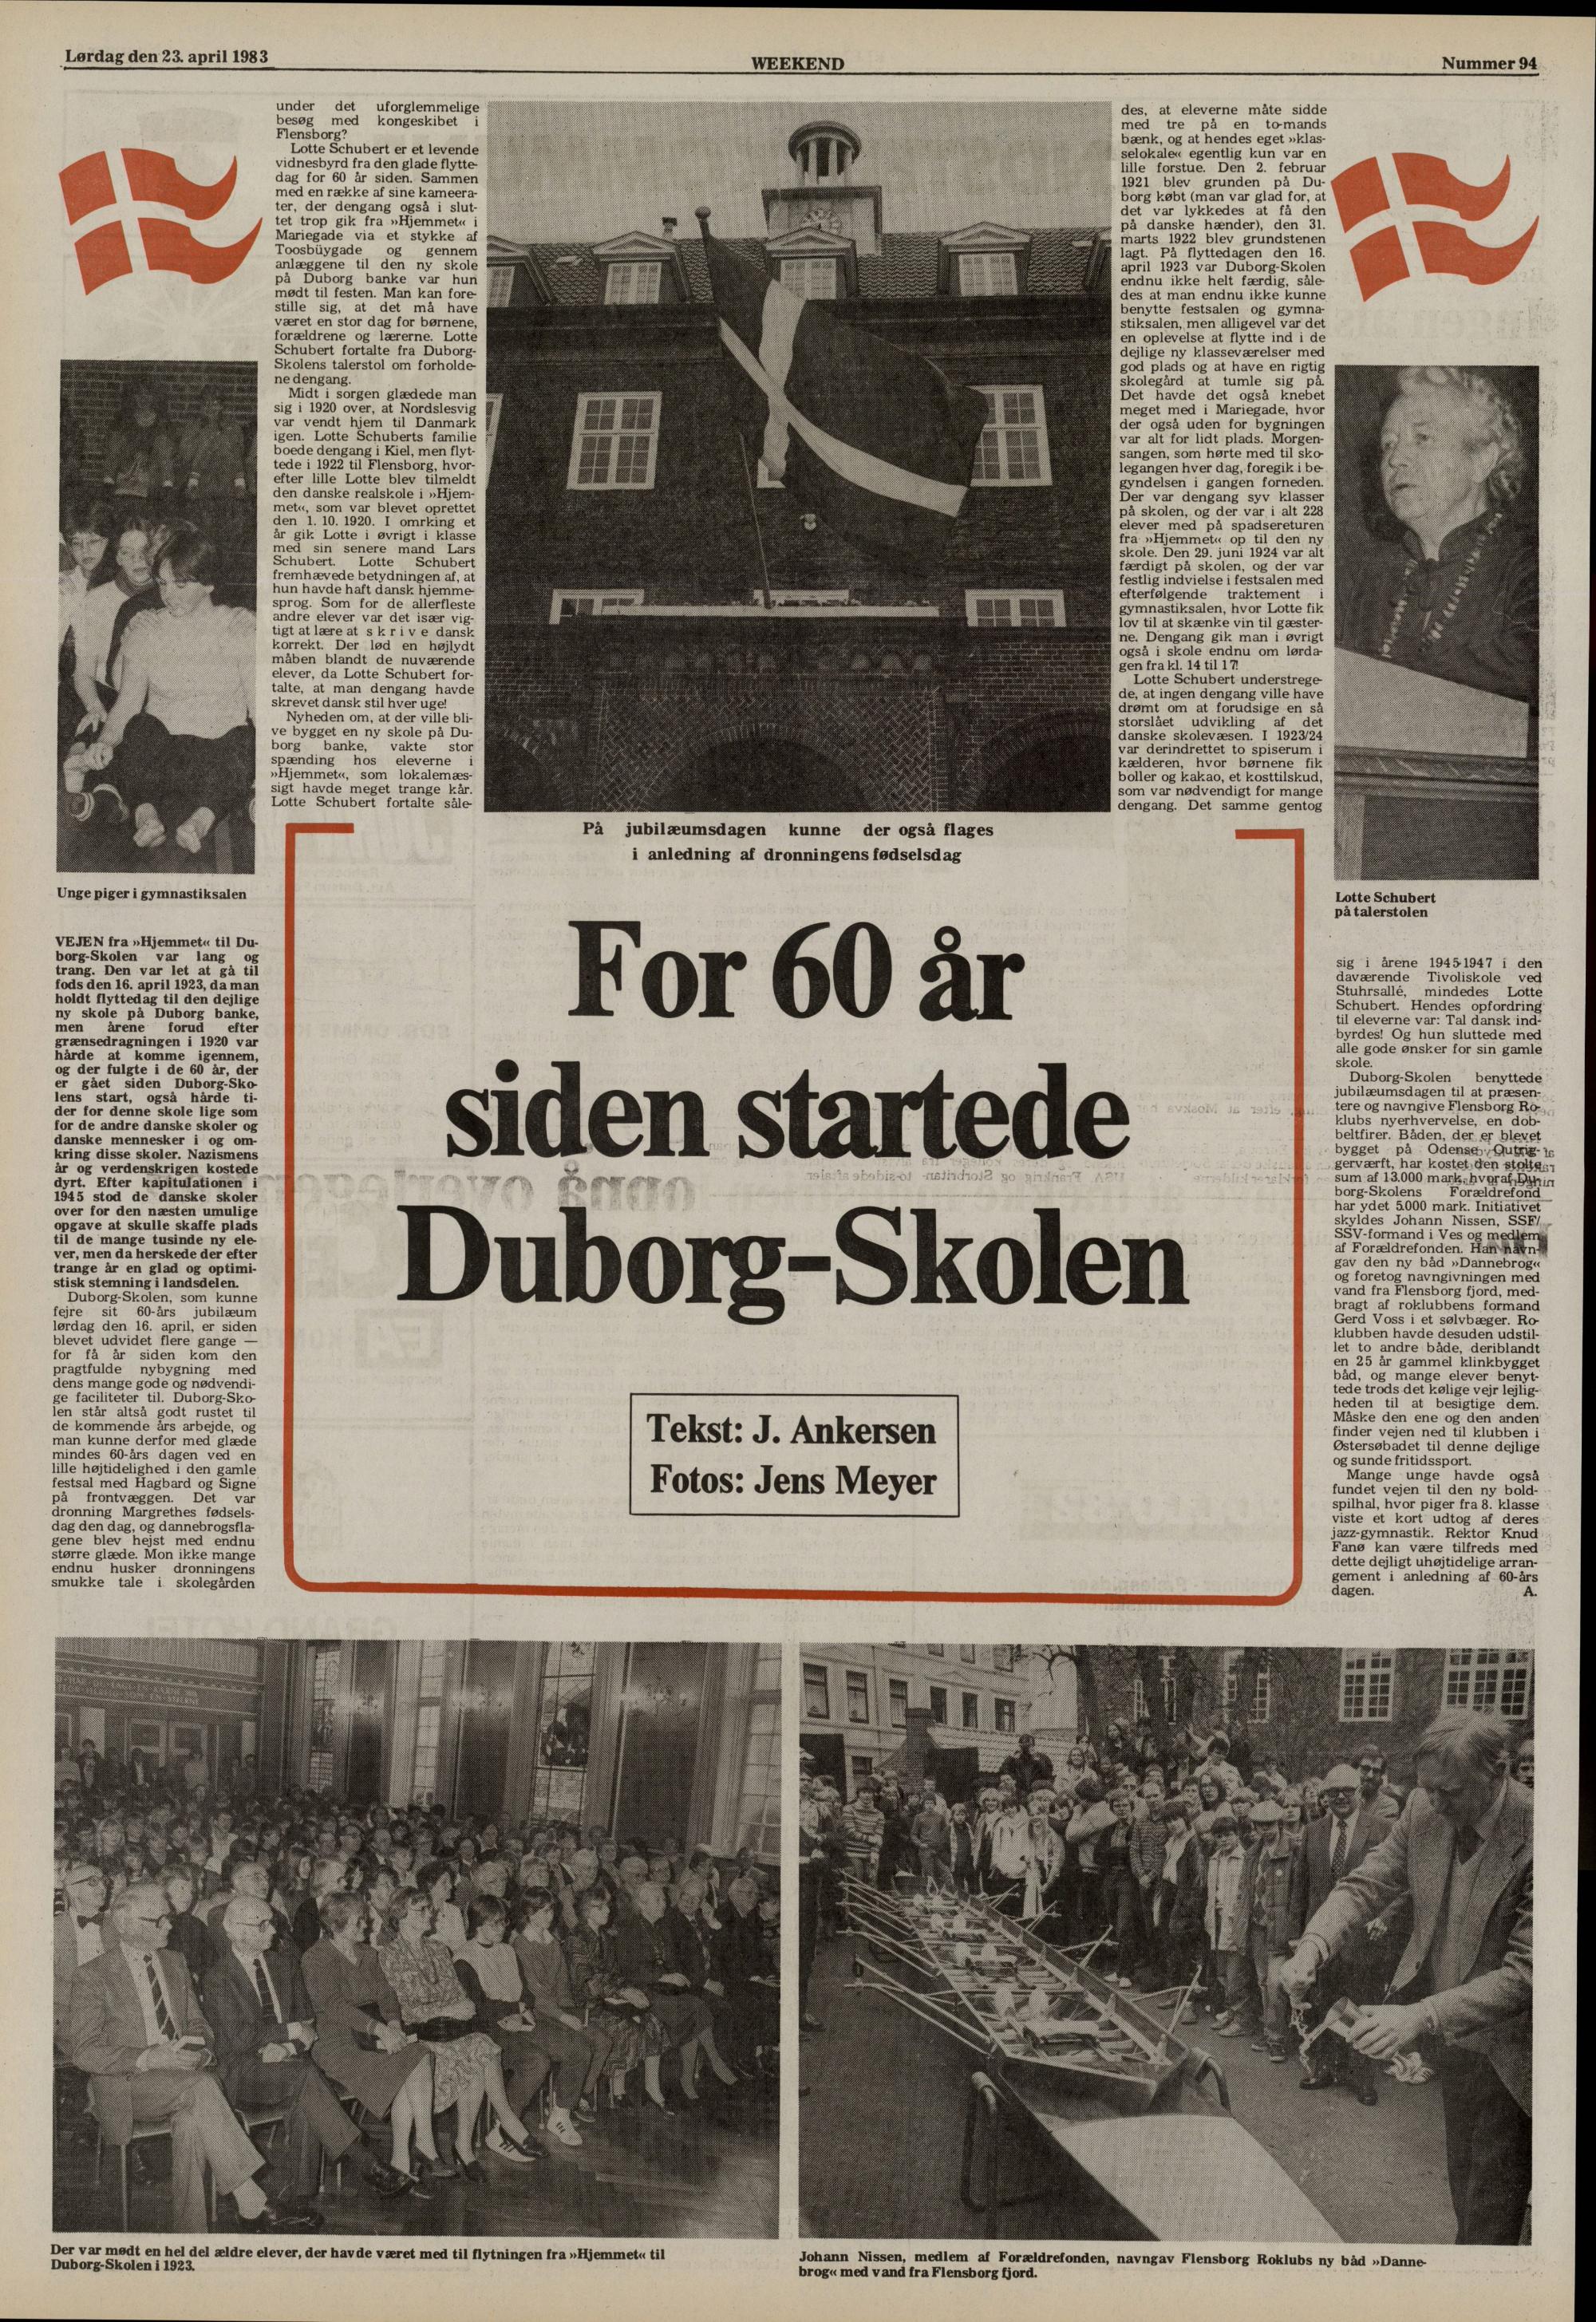 Lørdag den 23. april 1983
WEEKEND
Nummer 94
For 60 år
siden startede
Duborg-Skolen
Tekst: J. Ankersen
Fotos: Jens Meyer
Unge piger i gymnastiksalen
VEJEN fra »Hjemmet« til Du-
borg-Skolen var lang og
trang. Den var let at gå til
fods den 16. april 1923, da man
holdt flyttedag til den dejlige
ny skole på Duborg banke,
men årene forud efter
grænsedragningen i 1920 var
hårde at komme igennem,
og der fulgte i de 60 år, der
er gået siden Duborg-Sko-
lens start, også hårde ti-
der for denne skole lige som
for de andre danske skoler og
danske mennesker i og om-
kring disse skoler. Nazismens
år og verdenskrigen kostede
dyrt. Efter kapitulationen i
1945 stod de danske skoler
over for den næsten umulige
opgave at skulle skaffe plads
til de mange tusinde ny ele-
ver, men da herskede der efter
trange år en glad og optimi-
stisk stemning i landsdelen.
Duborg-Skolen, som kunne
fejre sit 60-års jubilæum
lørdag den 16. april, er siden
blevet udvidet flere gange —
for få år siden kom den
pragtfulde nybygning med
dens mange gode og nødvendi-
ge faciliteter til. Duborg-Sko-
len står altså godt rustet til
de kommende års arbejde, og
man kunne derfor med glæde
mindes 60-års dagen ved en
lille højtidelighed i den gamle
festsal med Hagbard og Signe
på frontvæggen. Det var
dronning Margrethes fødsels-
dag den dag, og dannebrogsfla-
gene blev hejst med endnu
større glæde. Mon ikke mange
endnu husker dronningens
smukke tale i skolegården
under det uforglemmelige
besøg med kongeskibet i
Flensborg?
Lotte Schubert er et levende
vidnesbyrd fra den glade flytte-
dag for 60 år siden. Sammen
med en række af sine kameera-
ter, der dengang også i slut-
tet trop gik fra »Hjemmet« i
Mariegade via et stykke af
Toosbüygade og gennem
anlæggene til den ny skole
på Duborg banke var hun
mødt til festen. Man kan fore-
stille sig, at det må have
været en stor dag for børnene,
forældrene og lærerne. Lotte
Schubert fortalte fra Duborg-
Skolens talerstol om forholde-
ne dengang.
Midt i sorgen glædede man
sig i 1920 over, at Nordslesvig
var vendt hjem til Danmark
igen. Lotte Schuberts familie
boede dengang i Kiel, men flyt-
tede i 1922 til Flensborg, hvor-
efter lille Lotte blev tilmeldt
den danske realskole i »Hjem-
met«, som var blevet oprettet
den 1. 10. 1920. I omrking et
år gik Lotte i øvrigt i klasse
med sin senere mand Lars
Schubert. Lotte Schubert
fremhævede betydningen af, at
hun havde haft dansk hjemme-
sprog. Som for de allerfleste
andre elever var det især vig-
tigt at lære at s k r i v e dansk
korrekt. Der lød en højlydt
måben blandt de nuværende
elever, da Lotte Schubert for-
talte, at man dengang havde
skrevet dansk stil hver uge!
Nyheden om, at der ville bli-
ve bygget en ny skole på Du-
borg banke, vakte stor
spænding hos eleverne i
»Hjemmet«, som lokalemæs-
sigt havde meget trange kår.
Lotte Schubert fortalte såle-
På jubilæumsdagen kunne der også flages
i anledning af dronningens fødselsdag
des, at eleverne måte sidde
med tre på en to-mands
bænk, og at hendes eget »klas-
selokale« egentlig kun var en
lille forstue. Den 2. februar
1921 blev grunden på Du-
borg købt (man var glad for, at
det var lykkedes at få den
på danske hænder), den 31.
marts 1922 blev grundstenen
lagt. På flyttedagen den 16.
april 1923 var Duborg-Skolen
endnu ikke helt færdig, såle-
des at man endnu ikke kunne
benytte festsalen og gymna-
stiksalen, men alligevel var det
en oplevelse at flytte ind i de
dejlige ny klasseværelser med
god plads og at have en rigtig
skolegård at tumle sig på.
Det havde det også knebet
meget med i Mariegade, hvor
der også uden for bygningen
var alt for lidt plads. Morgen-
sangen, som hørte med til sko-
legangen hver dag, foregik i be-
gyndelsen i gangen forneden.
Der var dengang syv klasser
på skolen, og der var i alt 228
elever med på spadsereturen
fra »Hjemmet« op til den ny
skole. Den 29. juni 1924 var alt
færdigt på skolen, og der var
festlig indvielse i festsalen med
efterfølgende traktement i
gymnastiksalen, hvor Lotte fik
lov til at skænke vin til gæster-
ne. Dengang gik man i øvrigt
også i skole endnu om lørda-
gen fra kl. 14 til 17!
Lotte Schubert understrege-
de, at ingen dengang ville have
drømt om at forudsige en så
storslået udvikling af det
danske skolevæsen. I 1923/24
var derindrettet to spiserum i
kælderen, hvor børnene fik
boller og kakao, et kosttilskud,
som var nødvendigt for mange
dengang. Det samme gentog
Lotte Schubert
på talerstolen
sig i årene 1945-1947 i den
daværende Tivoliskole ved
Stuhrsallé, mindedes Lotte
Schubert. Hendes opfordring
til eleverne var: Tal dansk ind-
byrdes! Og hun sluttede med
alle gode ønsker for sin gamle
skole.
Duborg-Skolen benyttede
jubilæumsdagen til at præsen-
tere og navngive Flensborg Ro-
klubs nyerhvervelse, en dob-
beltfirer. Båden, der er blevet
bygget på Odense Outrig-
gerværft, har kostet den stolte
sum af 13.000 mark, hvoraf Du-
borg-Skolens Forældrefond
har ydet 5.000 mark. Initiativet
skyldes Johann Nissen, SSF/
SSV-formand i Ves og medlem
af Forældrefonden. Han navn-
gav den ny båd »Dannebrog«
og foretog navngivningen med
vand fra Flensborg fjord, med-
bragt af roklubbens formand
Gerd Voss i et sølvbæger. Ro-
klubben havde desuden udstil-
let to andre både, deriblandt
en 25 år gammel klinkbygget
båd, og mange elever benyt-
tede trods det kølige vejr lejlig-
heden til at besigtige dem.
Måske den ene og den anden
finder vejen ned til klubben i
Østersøbadet til denne dejlige
og sunde fritidssport.
Mange unge havde også
fundet vejen til den ny bold-
spilhal, hvor piger fra 8. klasse
viste et kort udtog af deres
jazz-gymnastik. Rektor Knud
Fanø kan være tilfreds med
dette dejligt uhøjtidelige arran-
gement i anledning af 60-års
dagen. A.
Der var mødt en hel del ældre elever, der havde været med til flytningen fra »Hjemmet« til
Duborg-Skolen i 1923.
Johann Nissen, medlem af Forældrefonden, navngav Flensborg Roklubs ny båd »Danne-
brog« med vand fra Flensborg fjord.